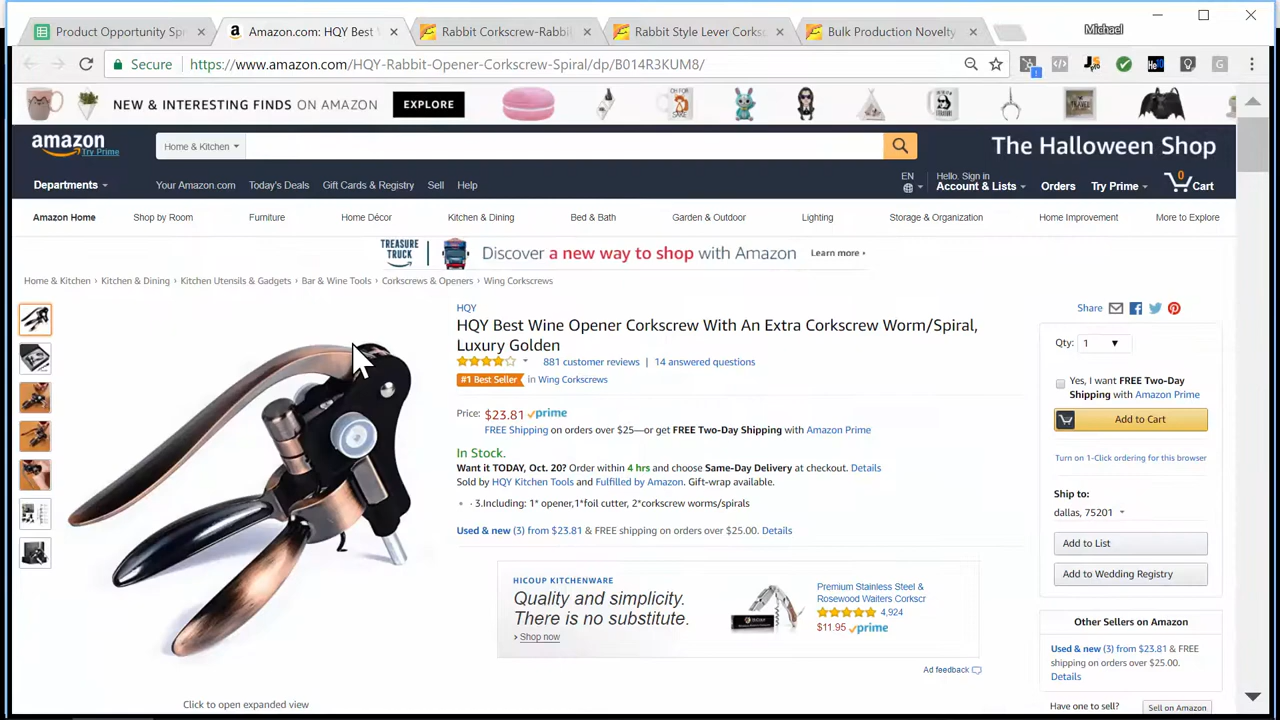 Product Opportunity Spr
Amazon.com: HQY Best
Rabbit Corkscrew-Rabbi
Rabbit Style Lever Corks
Bulk Production Novelty
Michael
Secure
https://www.amazon.com/HQY-Rabbit-Opener-Corkscrew-Spiral/dp/B014R3KUM8/
NEW & INTERESTING FINDS ON AMAZON
EXPLORE
amazon
Try Prime
Home & Kitchen
The Halloween Shop
Departments
Your Amazon.com
Today's Deals
Gift Cards & Registry
Sell
Help
EN
Hello. Sign in
Account & Lists
Orders
Try Prime
0
Cart
Amazon Home
Shop by Room
Furniture
Home Décor
Kitchen & Dining
Bed & Bath
Garden & Outdoor
Lighting
Storage & Organization
Home Improvement
More to Explore
TREASURE
TRUCK
Discover a new way to shop with Amazon
Learn more ›
Home & Kitchen › Kitchen & Dining › Kitchen Utensils & Gadgets › Bar & Wine Tools › Corkscrews & Openers › Wing Corkscrews
HQY
HQY Best Wine Opener Corkscrew With An Extra Corkscrew Worm/Spiral,
Luxury Golden
881 customer reviews | 14 answered questions
#1 Best Seller in Wing Corkscrews
Price: $23.81 prime
FREE Shipping on orders over $25—or get FREE Two-Day Shipping with Amazon Prime
In Stock.
Want it TODAY, Oct. 20? Order within 4 hrs and choose Same-Day Delivery at checkout. Details
Sold by HQY Kitchen Tools and Fulfilled by Amazon. Gift-wrap available.
• · 3.Including: 1* opener,1*foil cutter, 2*corkscrew worms/spirals
Used & new (3) from $23.81 & FREE shipping on orders over $25.00. Details
HICOUP KITCHENWARE
Quality and simplicity.
There is no substitute.
› Shop now
Premium Stainless Steel &
Rosewood Waiters Corkscr
4,924
$11.95 prime
Ad feedback
Click to open expanded view
Share
Qty: 1
Yes, I want FREE Two-Day
Shipping with Amazon Prime
Add to Cart
Turn on 1-Click ordering for this browser
Ship to:
dallas, 75201
Add to List
Add to Wedding Registry
Other Sellers on Amazon
Used & new (3) from $23.81 & FREE
shipping on orders over $25.00.
Details
Have one to sell?
Sell on Amazon